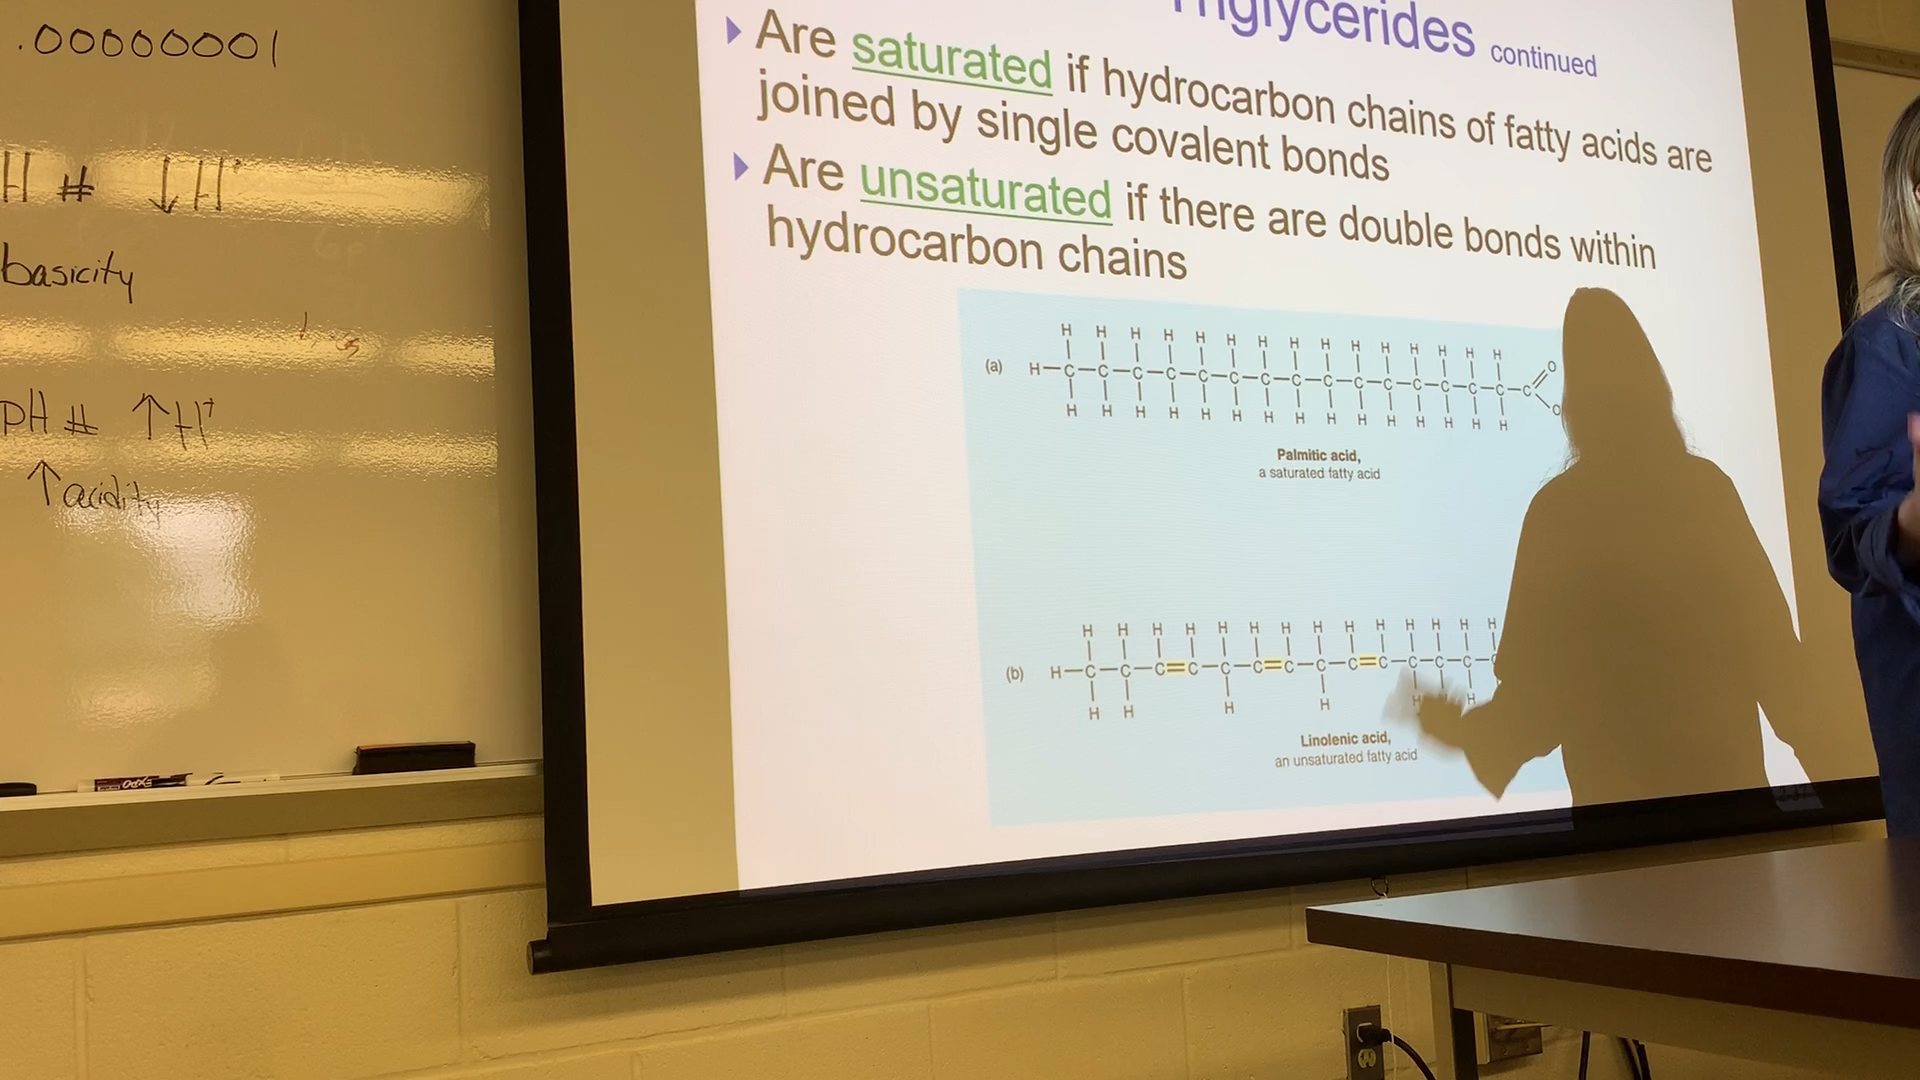 .00000001
H # ↓H+
basicity
pH # ↑H+
↑acidity
EXPO
Triglycerides continued
Are saturated if hydrocarbon chains of fatty acids are
joined by single covalent bonds
Are unsaturated if there are double bonds within
hydrocarbon chains
H H H H H H H H H H H H H H
(a) H—C—C—C—C—C—C—C—C—C—C—C—C—C—C—C O
O
H H H H H H H H H H H H H H
Palmitic acid,
a saturated fatty acid
H H H H H H H H H H H H H
(b) H—C—C—C=C—C—C=C—C—C=C—C—C—C—C
H H H H H H
Linolenic acid,
an unsaturated fatty acid